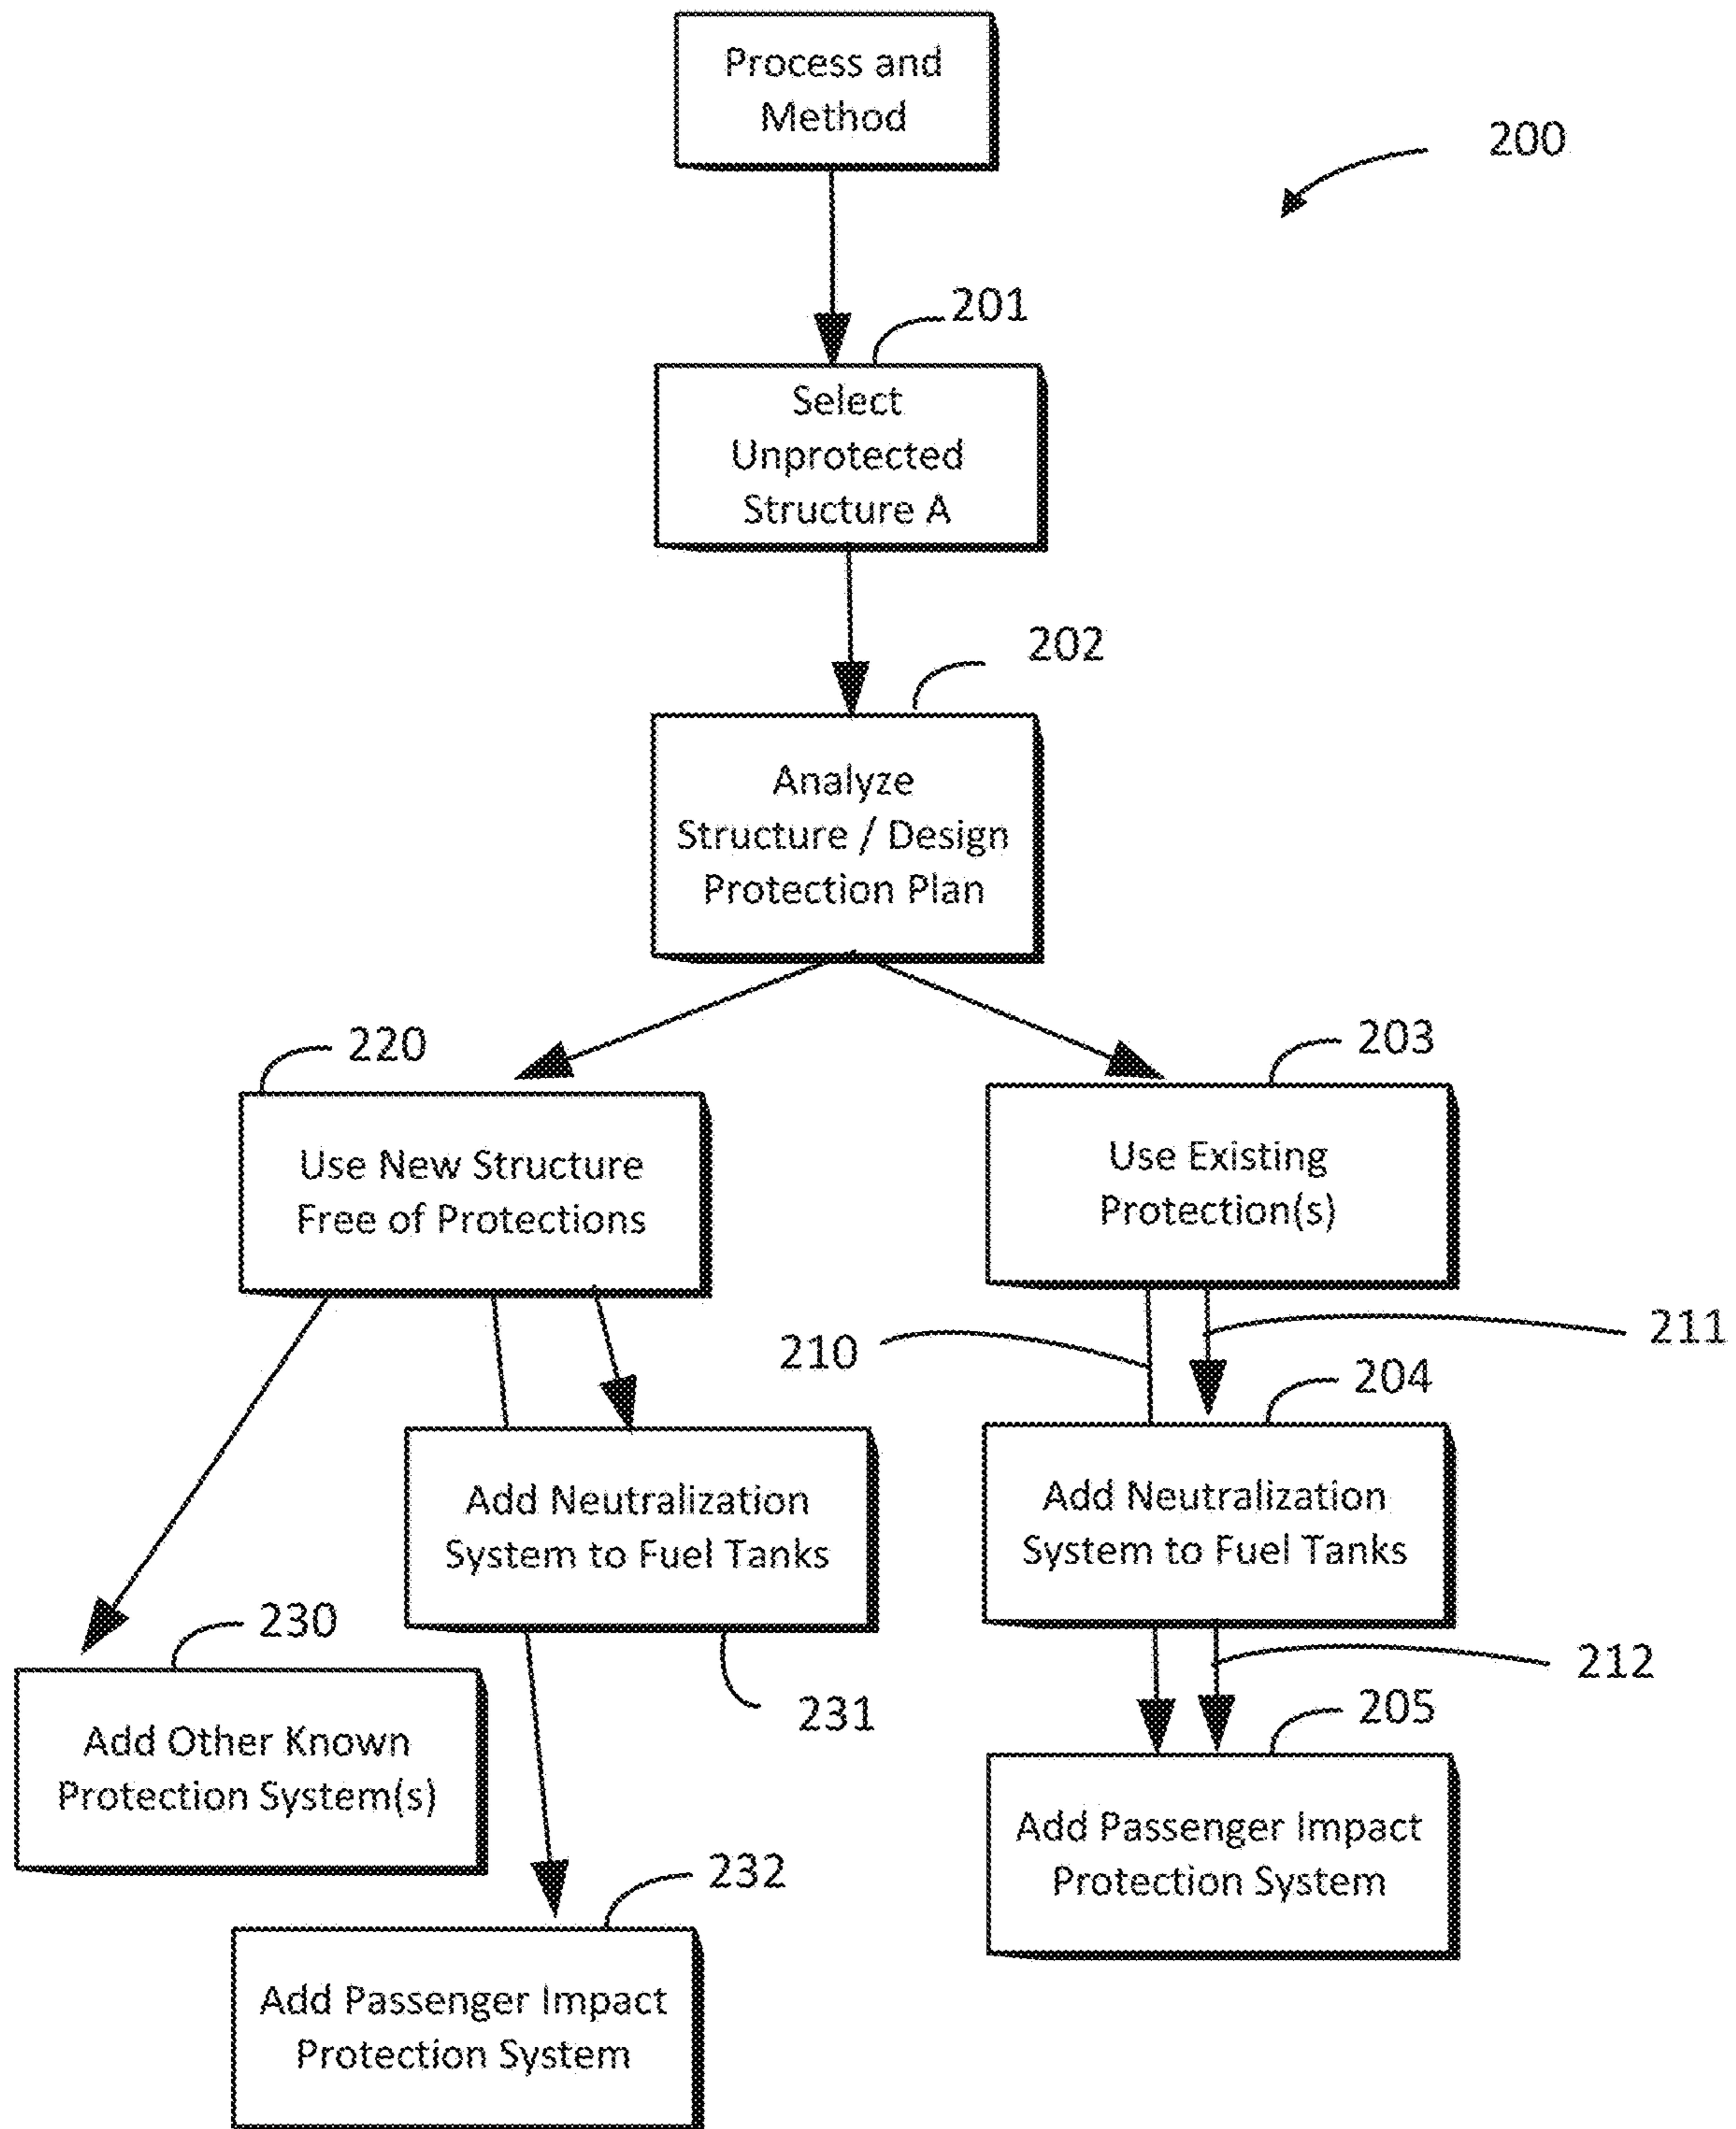 Process and
Method
200
201
Select
Unprotected
Structure A
202
Analyze
Structure / Design
Protection Plan
220
203
Use New Structure
Free of Protections
Use Existing
Protection(s)
210
211
204
Add Neutralization
System to Fuel Tanks
Add Neutralization
System to Fuel Tanks
230
231
212
205
Add Other Known
Protection System(s)
Add Passenger Impact
Protection System
232
Add Passenger Impact
Protection System